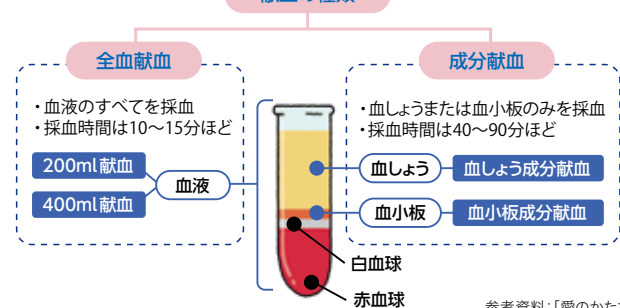 全血献血
・血液のすべてを採血
・採血時間は10～15分ほど
200ml献血
400ml献血
血液
成分献血
・血しょうまたは血小板のみを採血
・採血時間は40～90分ほど
血しょう
血しょう成分献血
血小板
血小板成分献血
白血球
赤血球
参考資料：「愛のかた